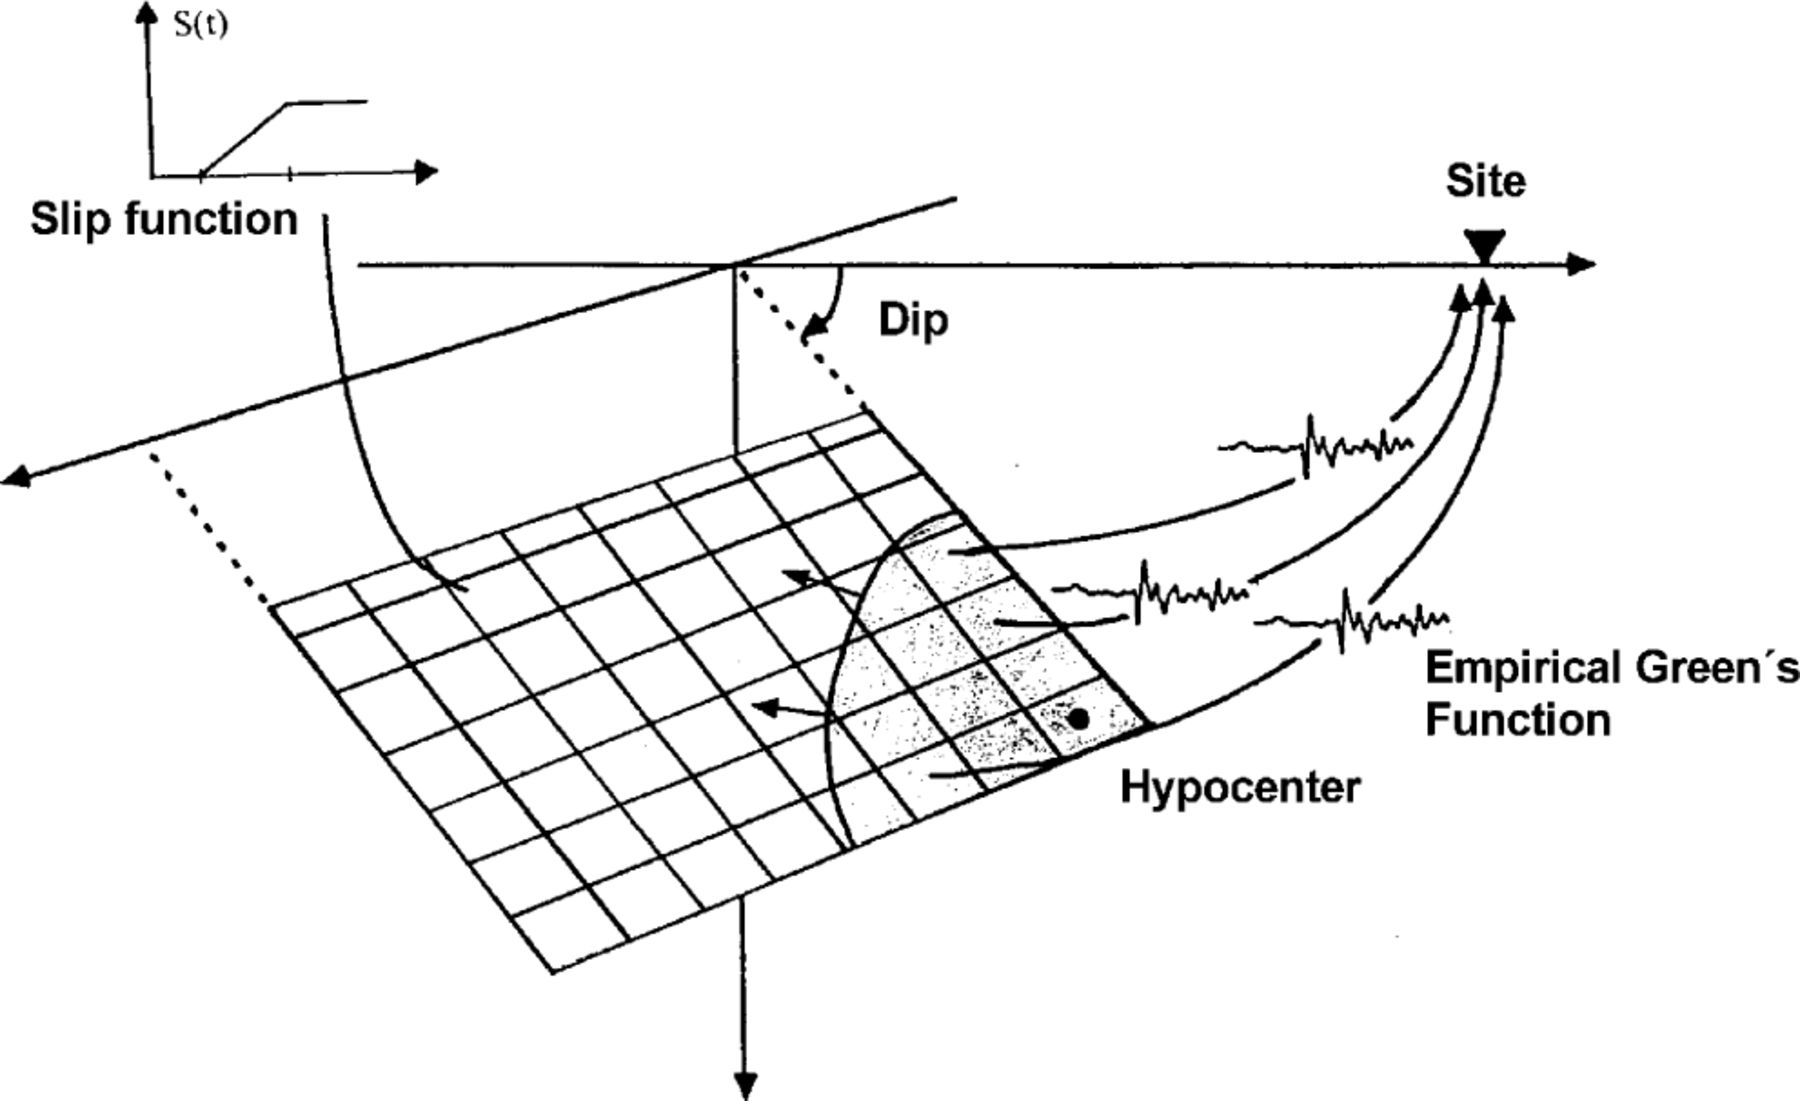 S(t)
Slip function
Site
Dip
Empirical Green´s
Function
Hypocenter